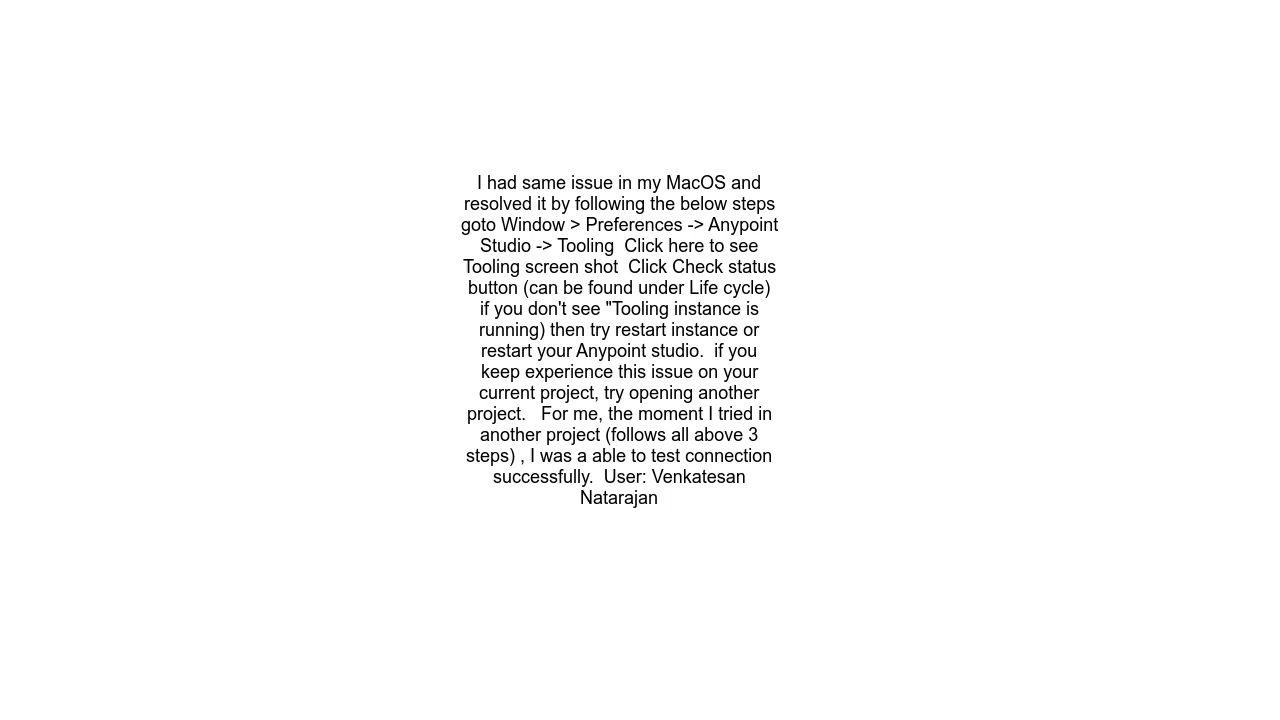 I had same issue in my MacOS and
resolved it by following the below steps
goto Window > Preferences -> Anypoint
Studio -> Tooling  Click here to see
Tooling screen shot  Click Check status
button (can be found under Life cycle)
if you don't see "Tooling instance is
running) then try restart instance or
restart your Anypoint studio.  if you
keep experience this issue on your
current project, try opening another
project.   For me, the moment I tried in
another project (follows all above 3
steps) , I was a able to test connection
successfully.  User: Venkatesan
Natarajan